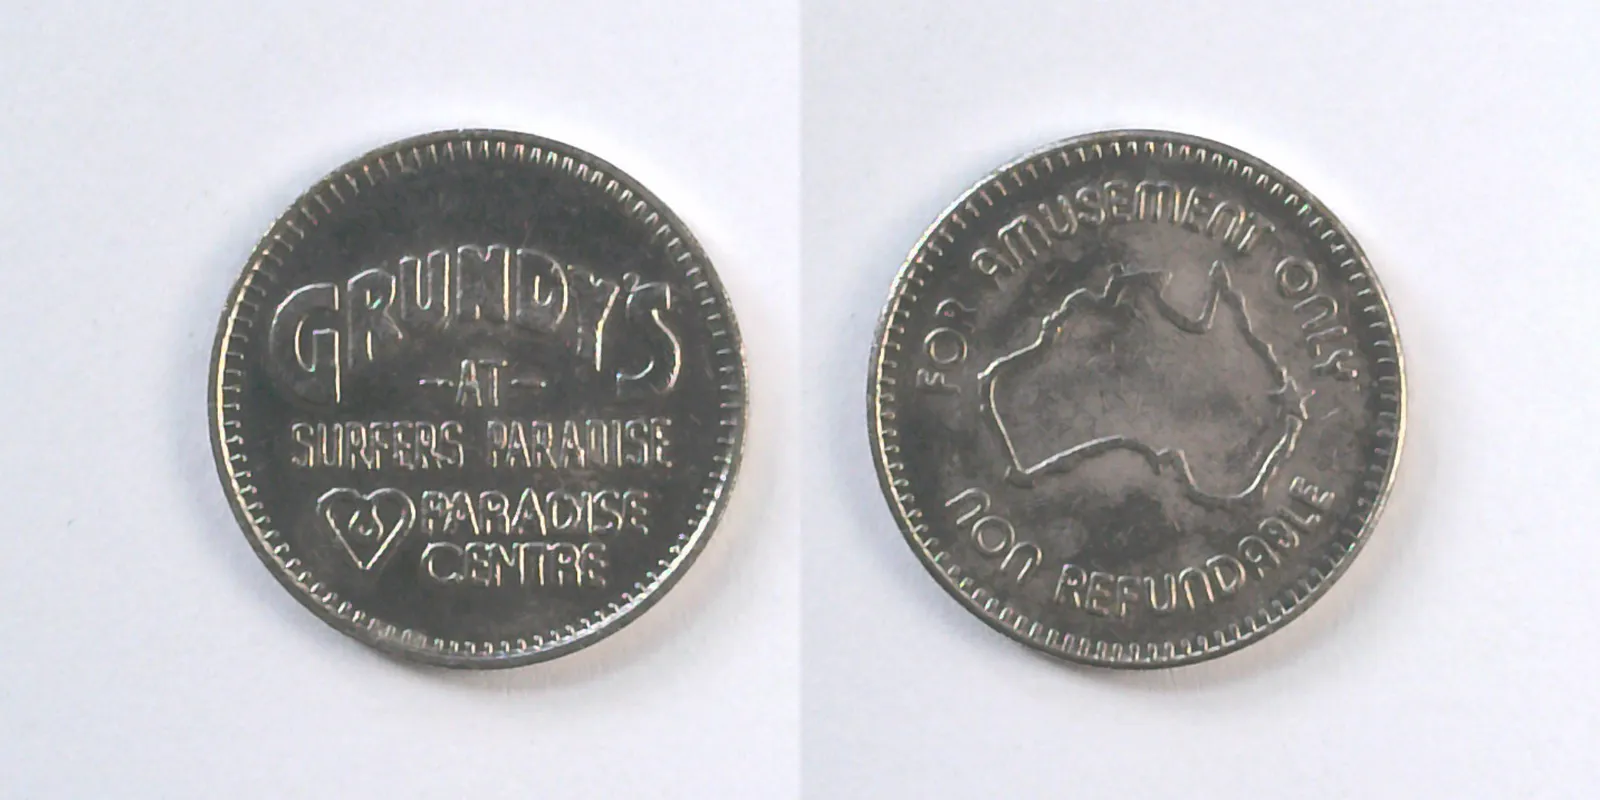 GRUNDY'S
-AT-
SURFERS PARADISE
PARADISE
CENTRE
FOR AMUSEMENT ONLY
NON REFUNDABLE